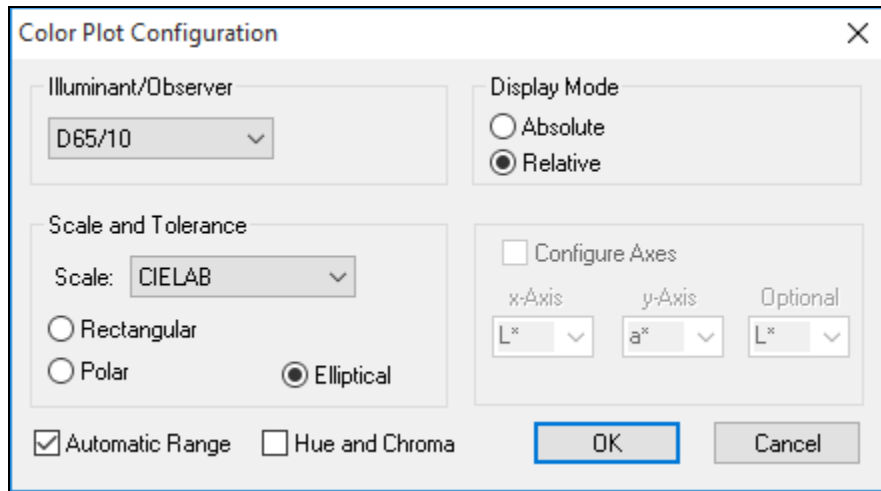 Color Plot Configuration
Illuminant/Observer
D65/10
Display Mode
Absolute
Relative
Scale and Tolerance
Scale: CIELAB
Rectangular
Polar
Elliptical
Configure Axes
x-Axis y-Axis Optional
L* a* L*
Automatic Range
Hue and Chroma
OK
Cancel